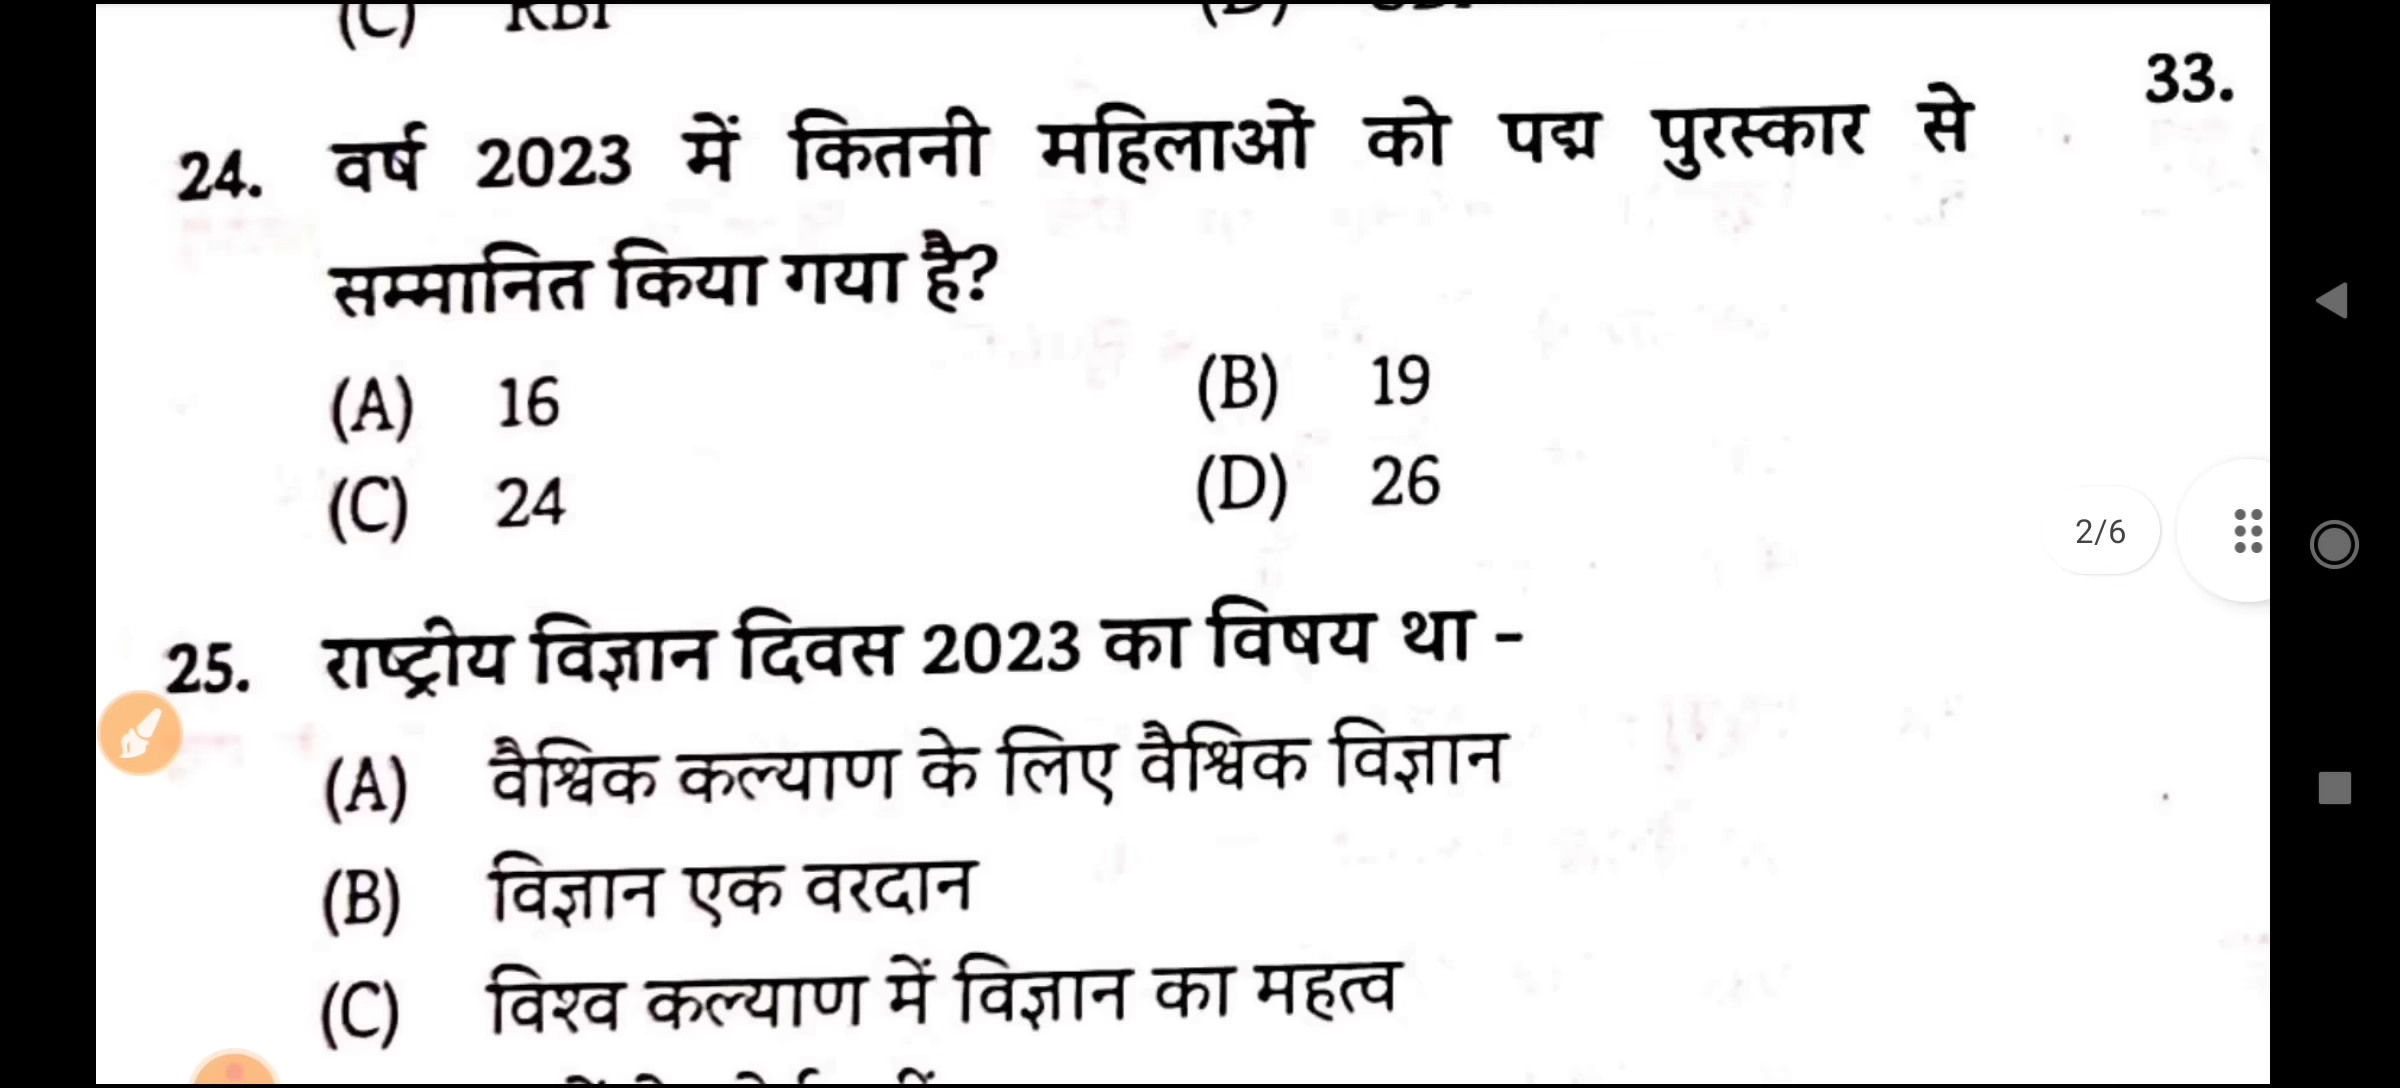 (C) RBI
33.
24. वर्ष 2023 में कितनी महिलाओं को पद्म पुरस्कार से
सम्मानित किया गया है?
(A) 16 (B) 19
(C) 24 (D) 26
2/6
25. राष्ट्रीय विज्ञान दिवस 2023 का विषय था -
(A) वैश्विक कल्याण के लिए वैश्विक विज्ञान
(B) विज्ञान एक वरदान
(C) विश्व कल्याण में विज्ञान का महत्व